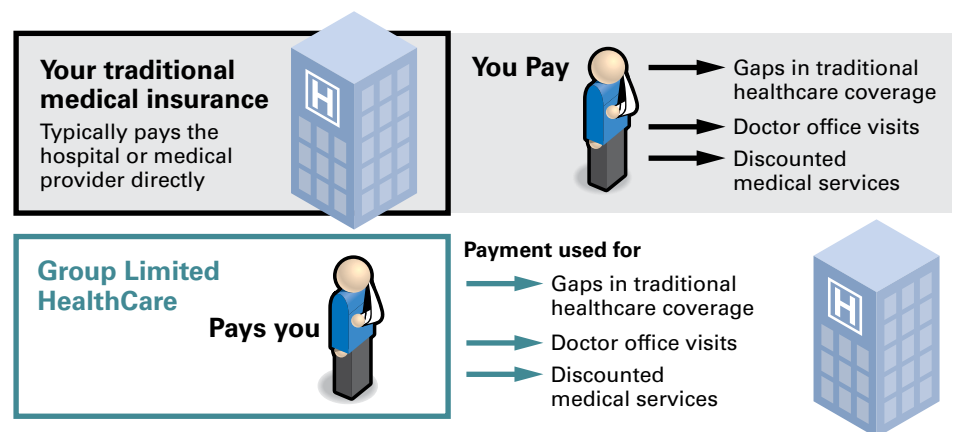 Your traditional
medical insurance
Typically pays the
hospital or medical
provider directly
H
You Pay
Gaps in traditional
healthcare coverage
Doctor office visits
Discounted
medical services
Group Limited
HealthCare
Pays you
Payment used for
Gaps in traditional
healthcare coverage
Doctor office visits
Discounted
medical services
H